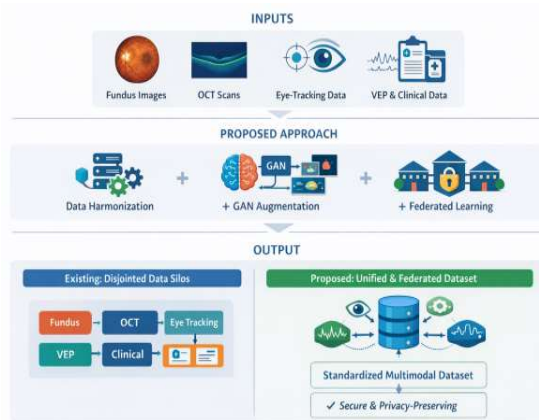 INPUTS
Fundus Images
OCT Scans
Eye-Tracking Data
VEP & Clinical Data
PROPOSED APPROACH
GAN
Data Harmonization
+
+ GAN Augmentation
+
+ Federated Learning
OUTPUT
Existing: Disjointed Data Silos
Fundus
OCT
Eye Tracking
VEP
Clinical
Proposed: Unified & Federated Dataset
Standardized Multimodal Dataset
✓ Secure & Privacy-Preserving